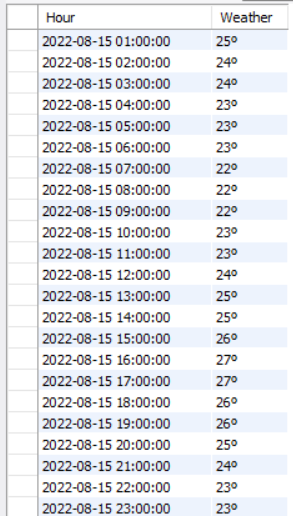 Hour Weather
2022-08-15 01:00:00 25º
2022-08-15 02:00:00 24º
2022-08-15 03:00:00 24º
2022-08-15 04:00:00 23º
2022-08-15 05:00:00 23º
2022-08-15 06:00:00 23º
2022-08-15 07:00:00 22º
2022-08-15 08:00:00 22º
2022-08-15 09:00:00 22º
2022-08-15 10:00:00 23º
2022-08-15 11:00:00 23º
2022-08-15 12:00:00 24º
2022-08-15 13:00:00 25º
2022-08-15 14:00:00 25º
2022-08-15 15:00:00 26º
2022-08-15 16:00:00 27º
2022-08-15 17:00:00 27º
2022-08-15 18:00:00 26º
2022-08-15 19:00:00 26º
2022-08-15 20:00:00 25º
2022-08-15 21:00:00 24º
2022-08-15 22:00:00 23º
2022-08-15 23:00:00 23º